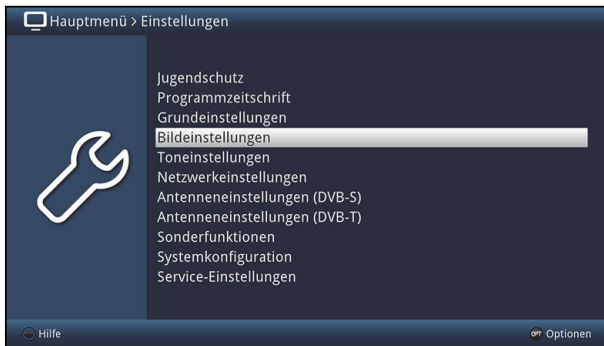 Hauptmenü > Einstellungen
Jugendschutz
Programmzeitschrift
Grundeinstellungen
Bildeinstellungen
Toneinstellungen
Netzwerkeinstellungen
Antenneneinstellungen (DVB-S)
Antenneneinstellungen (DVB-T)
Sonderfunktionen
Systemkonfiguration
Service-Einstellungen
Hilfe
OPT Optionen